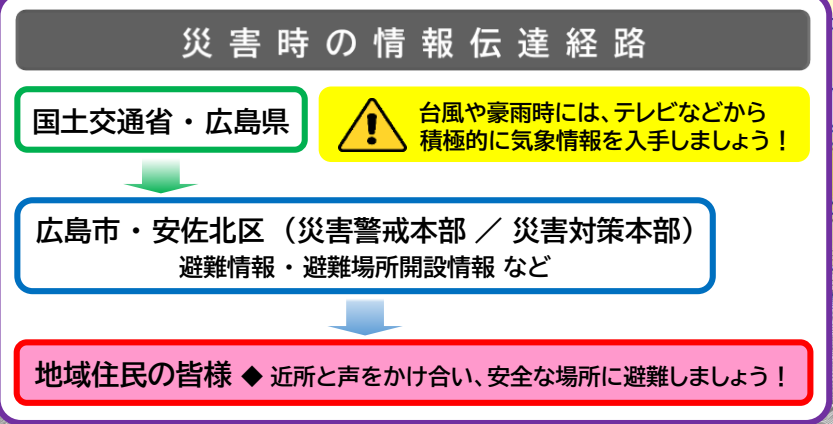 災害時の情報伝達経路
国土交通省・広島県
台風や豪雨時には、テレビなどから
積極的に気象情報を入手しましょう！
広島市・安佐北区（災害警戒本部／災害対策本部）
避難情報・避難場所開設情報 など
地域住民の皆様 ◆ 近所と声をかけ合い、安全な場所に避難しましょう！